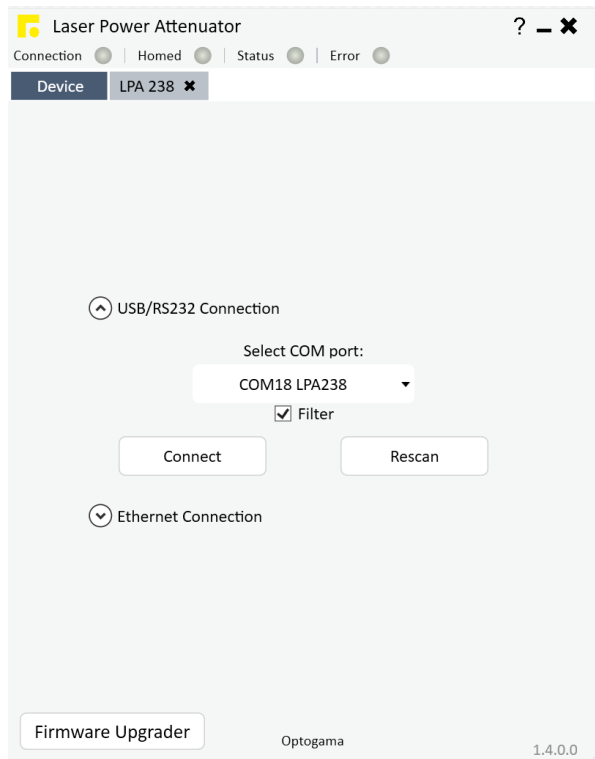 Laser Power Attenuator
?
Connection Homed Status Error
Device LPA 238
USB/RS232 Connection
Select COM port:
COM18 LPA238
Filter
Connect Rescan
Ethernet Connection
Firmware Upgrader
Optogama
1.4.0.0